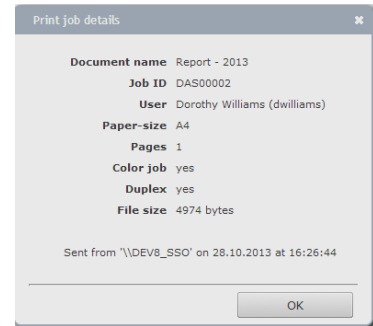 Print job details
Document name Report - 2013
Job ID DAS00002
User Dorothy Williams (dwilliams)
Paper-size A4
Pages 1
Color job yes
Duplex yes
File size 4974 bytes
Sent from '\\DEV8_SSO' on 28.10.2013 at 16:26:44
OK